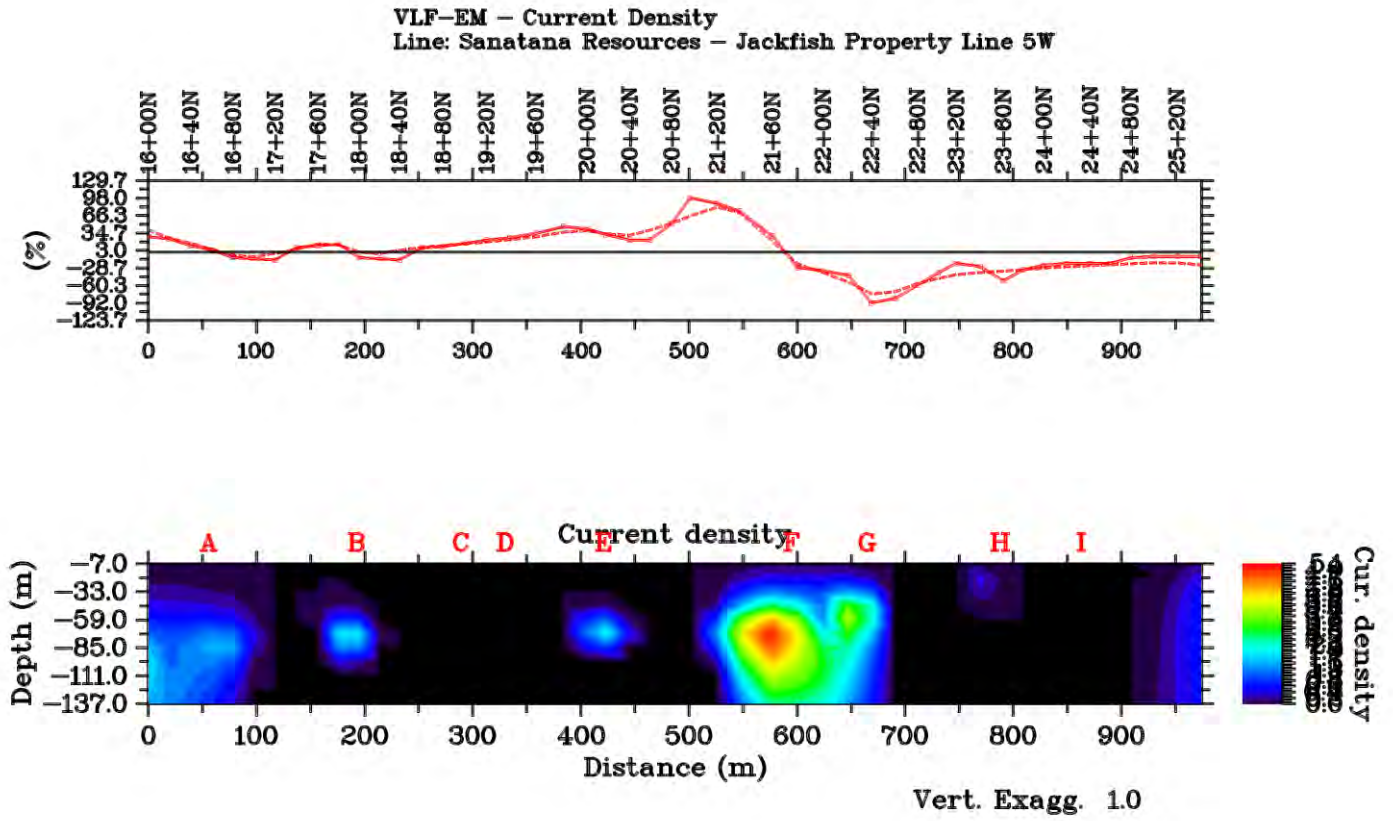 VLF-EM - Current Density
Line: Sanatana Resources - Jackfish Property Line 5W
16+00N 16+40N 16+80N 17+20N 17+60N 18+00N 18+40N 18+80N 19+20N 19+60N 20+00N 20+40N 20+80N 21+20N 21+60N 22+00N 22+40N 22+80N 23+20N 23+60N 24+00N 24+40N 24+80N 25+20N
129.7
98.0
66.3
34.7
3.0
-28.7
-60.3
-92.0
-123.7
(%)
0 100 200 300 400 500 600 700 800 900
Current density
A B C D E F G H I
-7.0
-33.0
-59.0
-85.0
-111.0
-137.0
Depth (m)
Cur. density
0 100 200 300 400 500 600 700 800 900
Distance (m)
Vert. Exagg. 1.0